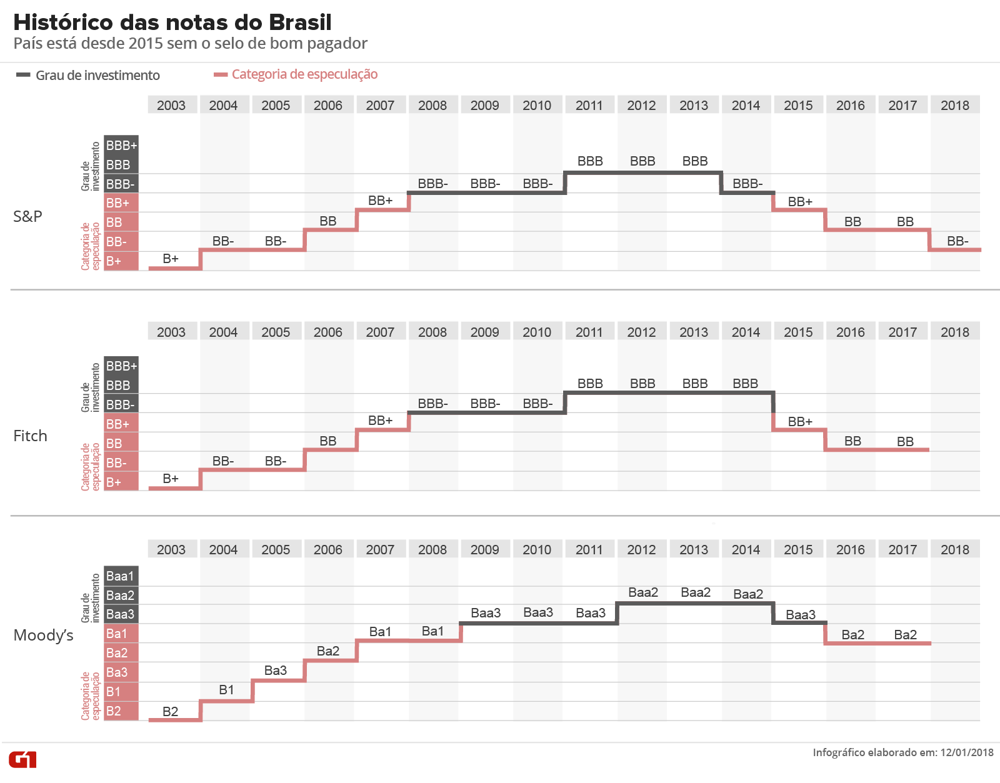 Histórico das notas do Brasil
País está desde 2015 sem o selo de bom pagador
Grau de investimento
Categoria de especulação
2003 2004 2005 2006 2007 2008 2009 2010 2011 2012 2013 2014 2015 2016 2017 2018
S&P
Grau de
investimento
Categoria de
especulação
BBB+
BBB
BBB-
BB+
BB
BB-
B+
B+ BB- BB- BB BB+ BBB- BBB- BBB- BBB BBB BBB BBB- BB+ BB BB BB-
2003 2004 2005 2006 2007 2008 2009 2010 2011 2012 2013 2014 2015 2016 2017 2018
Fitch
Grau de
investimento
Categoria de
especulação
BBB+
BBB
BBB-
BB+
BB
BB-
B+
B+ BB- BB- BB BB+ BBB- BBB- BBB- BBB BBB BBB BBB BB+ BB BB
2003 2004 2005 2006 2007 2008 2009 2010 2011 2012 2013 2014 2015 2016 2017 2018
Moody’s
Grau de
investimento
Categoria de
especulação
Baa1
Baa2
Baa3
Ba1
Ba2
Ba3
B1
B2
B2 B1 Ba3 Ba2 Ba1 Ba1 Baa3 Baa3 Baa3 Baa2 Baa2 Baa2 Baa3 Ba2 Ba2
G1
Infográfico elaborado em: 12/01/2018